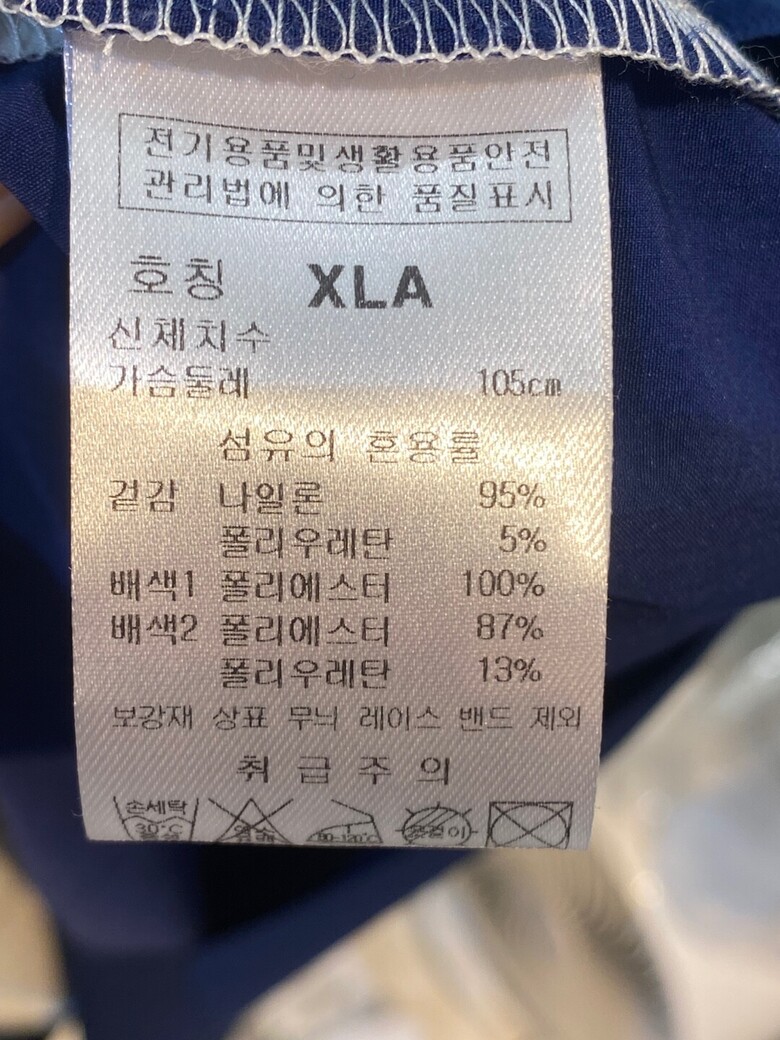 전기용품및생활용품안전
관리법에 의한 품질표시
호칭 XLA
신체치수
가슴둘레 105cm
섬유의 혼용률
겉감 나일론 95%
폴리우레탄 5%
배색1 폴리에스터 100%
배색2 폴리에스터 87%
폴리우레탄 13%
보강재 상표 무늬 레이스 밴드 제외
취급주의
손세탁
30°C
80-120°C